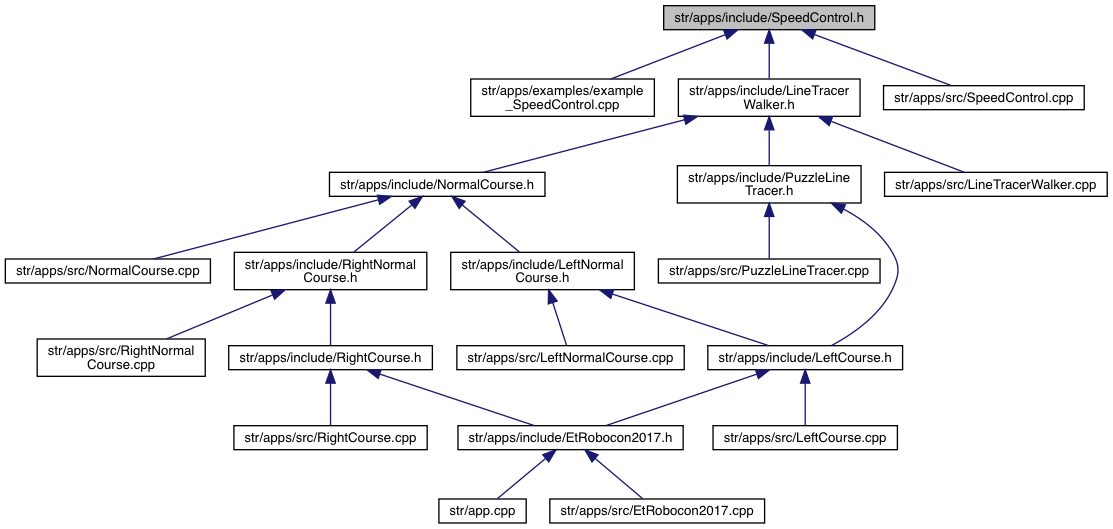 str/apps/include/SpeedControl.h
str/apps/examples/example
_SpeedControl.cpp
str/apps/include/LineTracer
Walker.h
str/apps/src/SpeedControl.cpp
str/apps/include/NormalCourse.h
str/apps/include/PuzzleLine
Tracer.h
str/apps/src/LineTracerWalker.cpp
str/apps/src/NormalCourse.cpp
str/apps/include/RightNormal
Course.h
str/apps/include/LeftNormal
Course.h
str/apps/src/PuzzleLineTracer.cpp
str/apps/src/RightNormal
Course.cpp
str/apps/include/RightCourse.h
str/apps/src/LeftNormalCourse.cpp
str/apps/include/LeftCourse.h
str/apps/src/RightCourse.cpp
str/apps/include/EtRobocon2017.h
str/apps/src/LeftCourse.cpp
str/app.cpp
str/apps/src/EtRobocon2017.cpp